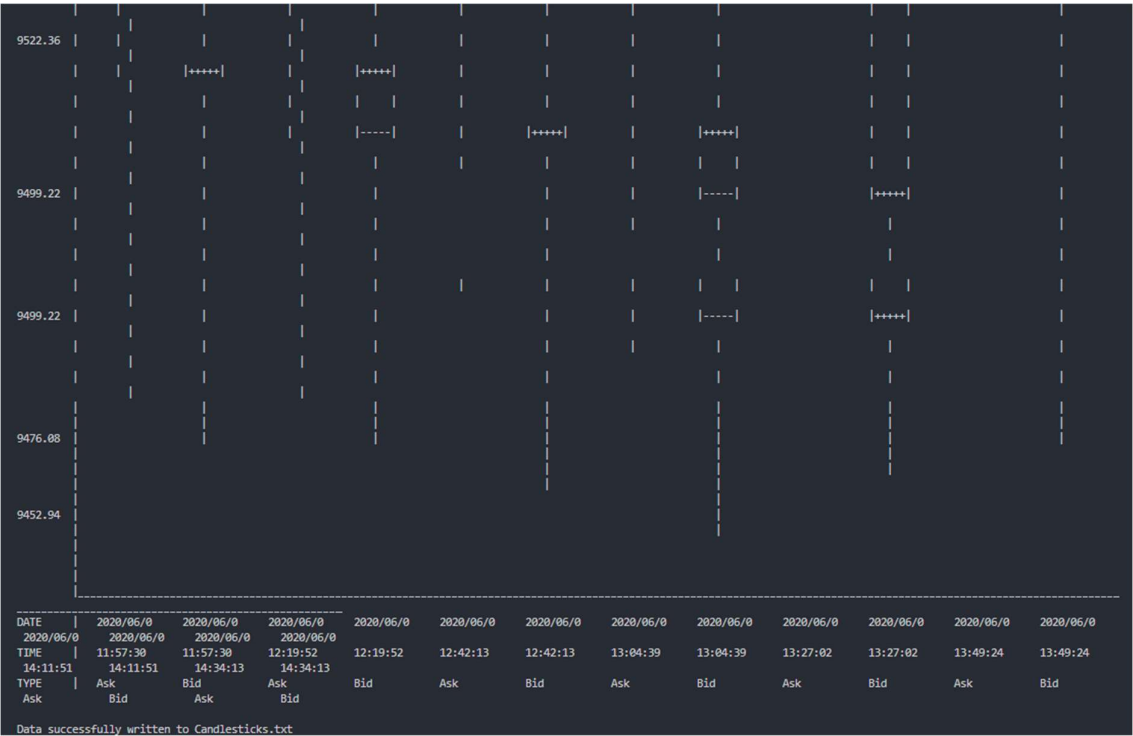 9522.36 |
|+++++| |+++++|
|-----| |+++++| |+++++|
9499.22 | |-----| |+++++|
9499.22 | |-----| |+++++|
9476.08 |
9452.94 |
DATE | 2020/06/0 2020/06/0 2020/06/0 2020/06/0 2020/06/0 2020/06/0 2020/06/0 2020/06/0 2020/06/0 2020/06/0 2020/06/0 2020/06/0
2020/06/0 2020/06/0 2020/06/0 2020/06/0
TIME | 11:57:30 11:57:30 12:19:52 12:19:52 12:42:13 12:42:13 13:04:39 13:04:39 13:27:02 13:27:02 13:49:24 13:49:24
14:11:51 14:11:51 14:34:13 14:34:13
TYPE | Ask Bid Ask Bid Ask Bid Ask Bid Ask Bid Ask Bid
Ask Bid Ask Bid
Data successfully written to Candlesticks.txt